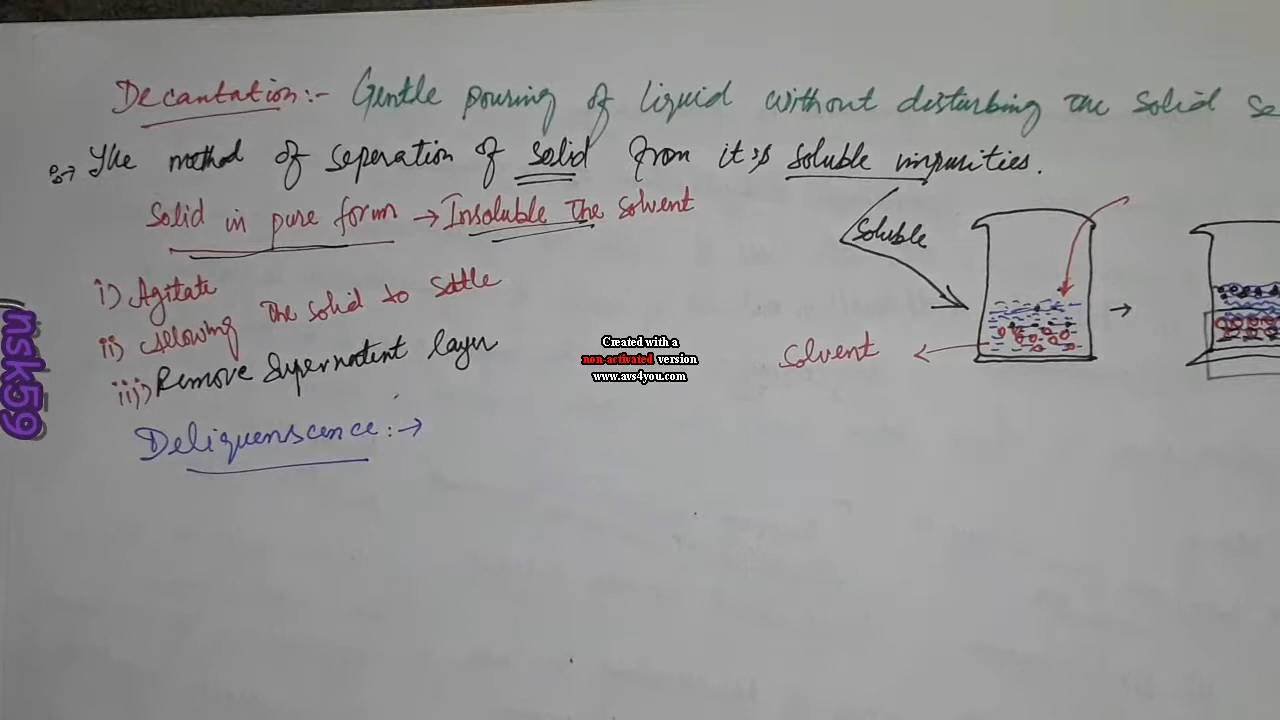 Decantation:- Gentle pouring of liquid without disturbing the solid se
The method of seperation of solid from it's soluble impurities.
Solid in pure form → Insoluble the solvent
Soluble
i) Agitate
ii) Allowing the solid to settle
solvent
iii) Remove supernatent layer
Deliquenscence:→
Created with a
non-activated version
www.avs4you.com
nsk59